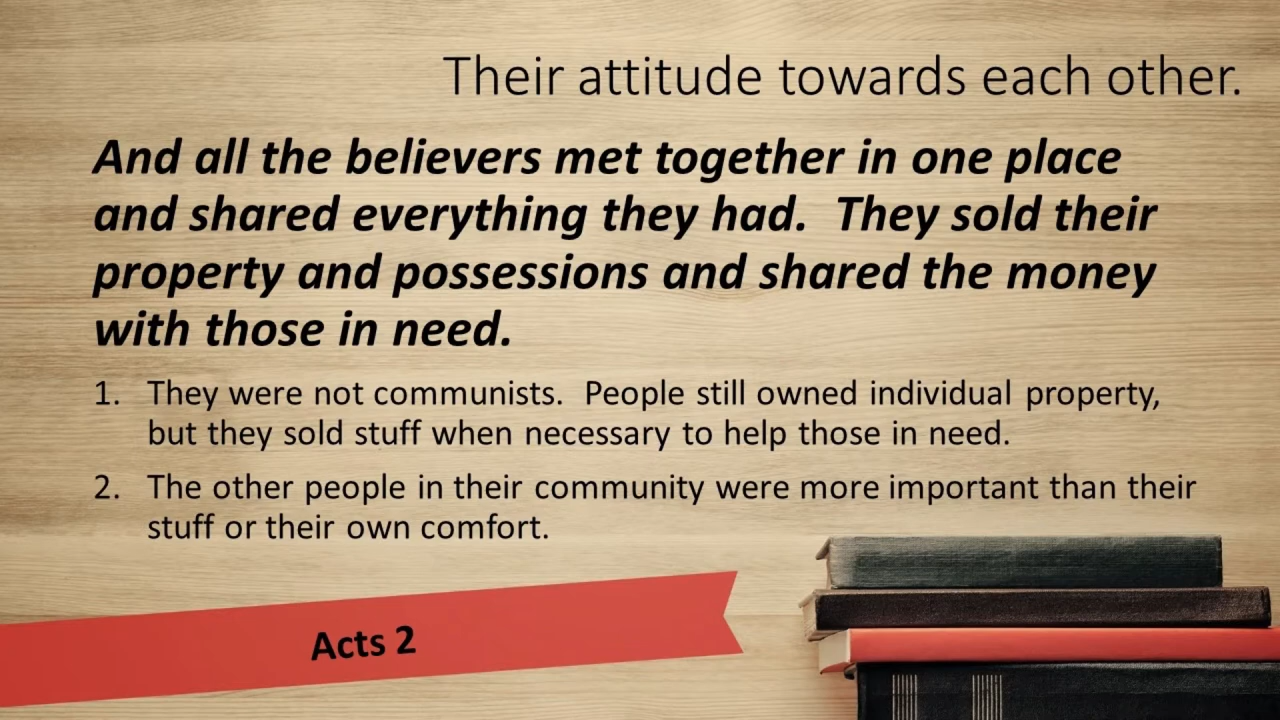 Their attitude towards each other.
And all the believers met together in one place
and shared everything they had.  They sold their
property and possessions and shared the money
with those in need.
1. They were not communists.  People still owned individual property,
but they sold stuff when necessary to help those in need.
2. The other people in their community were more important than their
stuff or their own comfort.
Acts 2